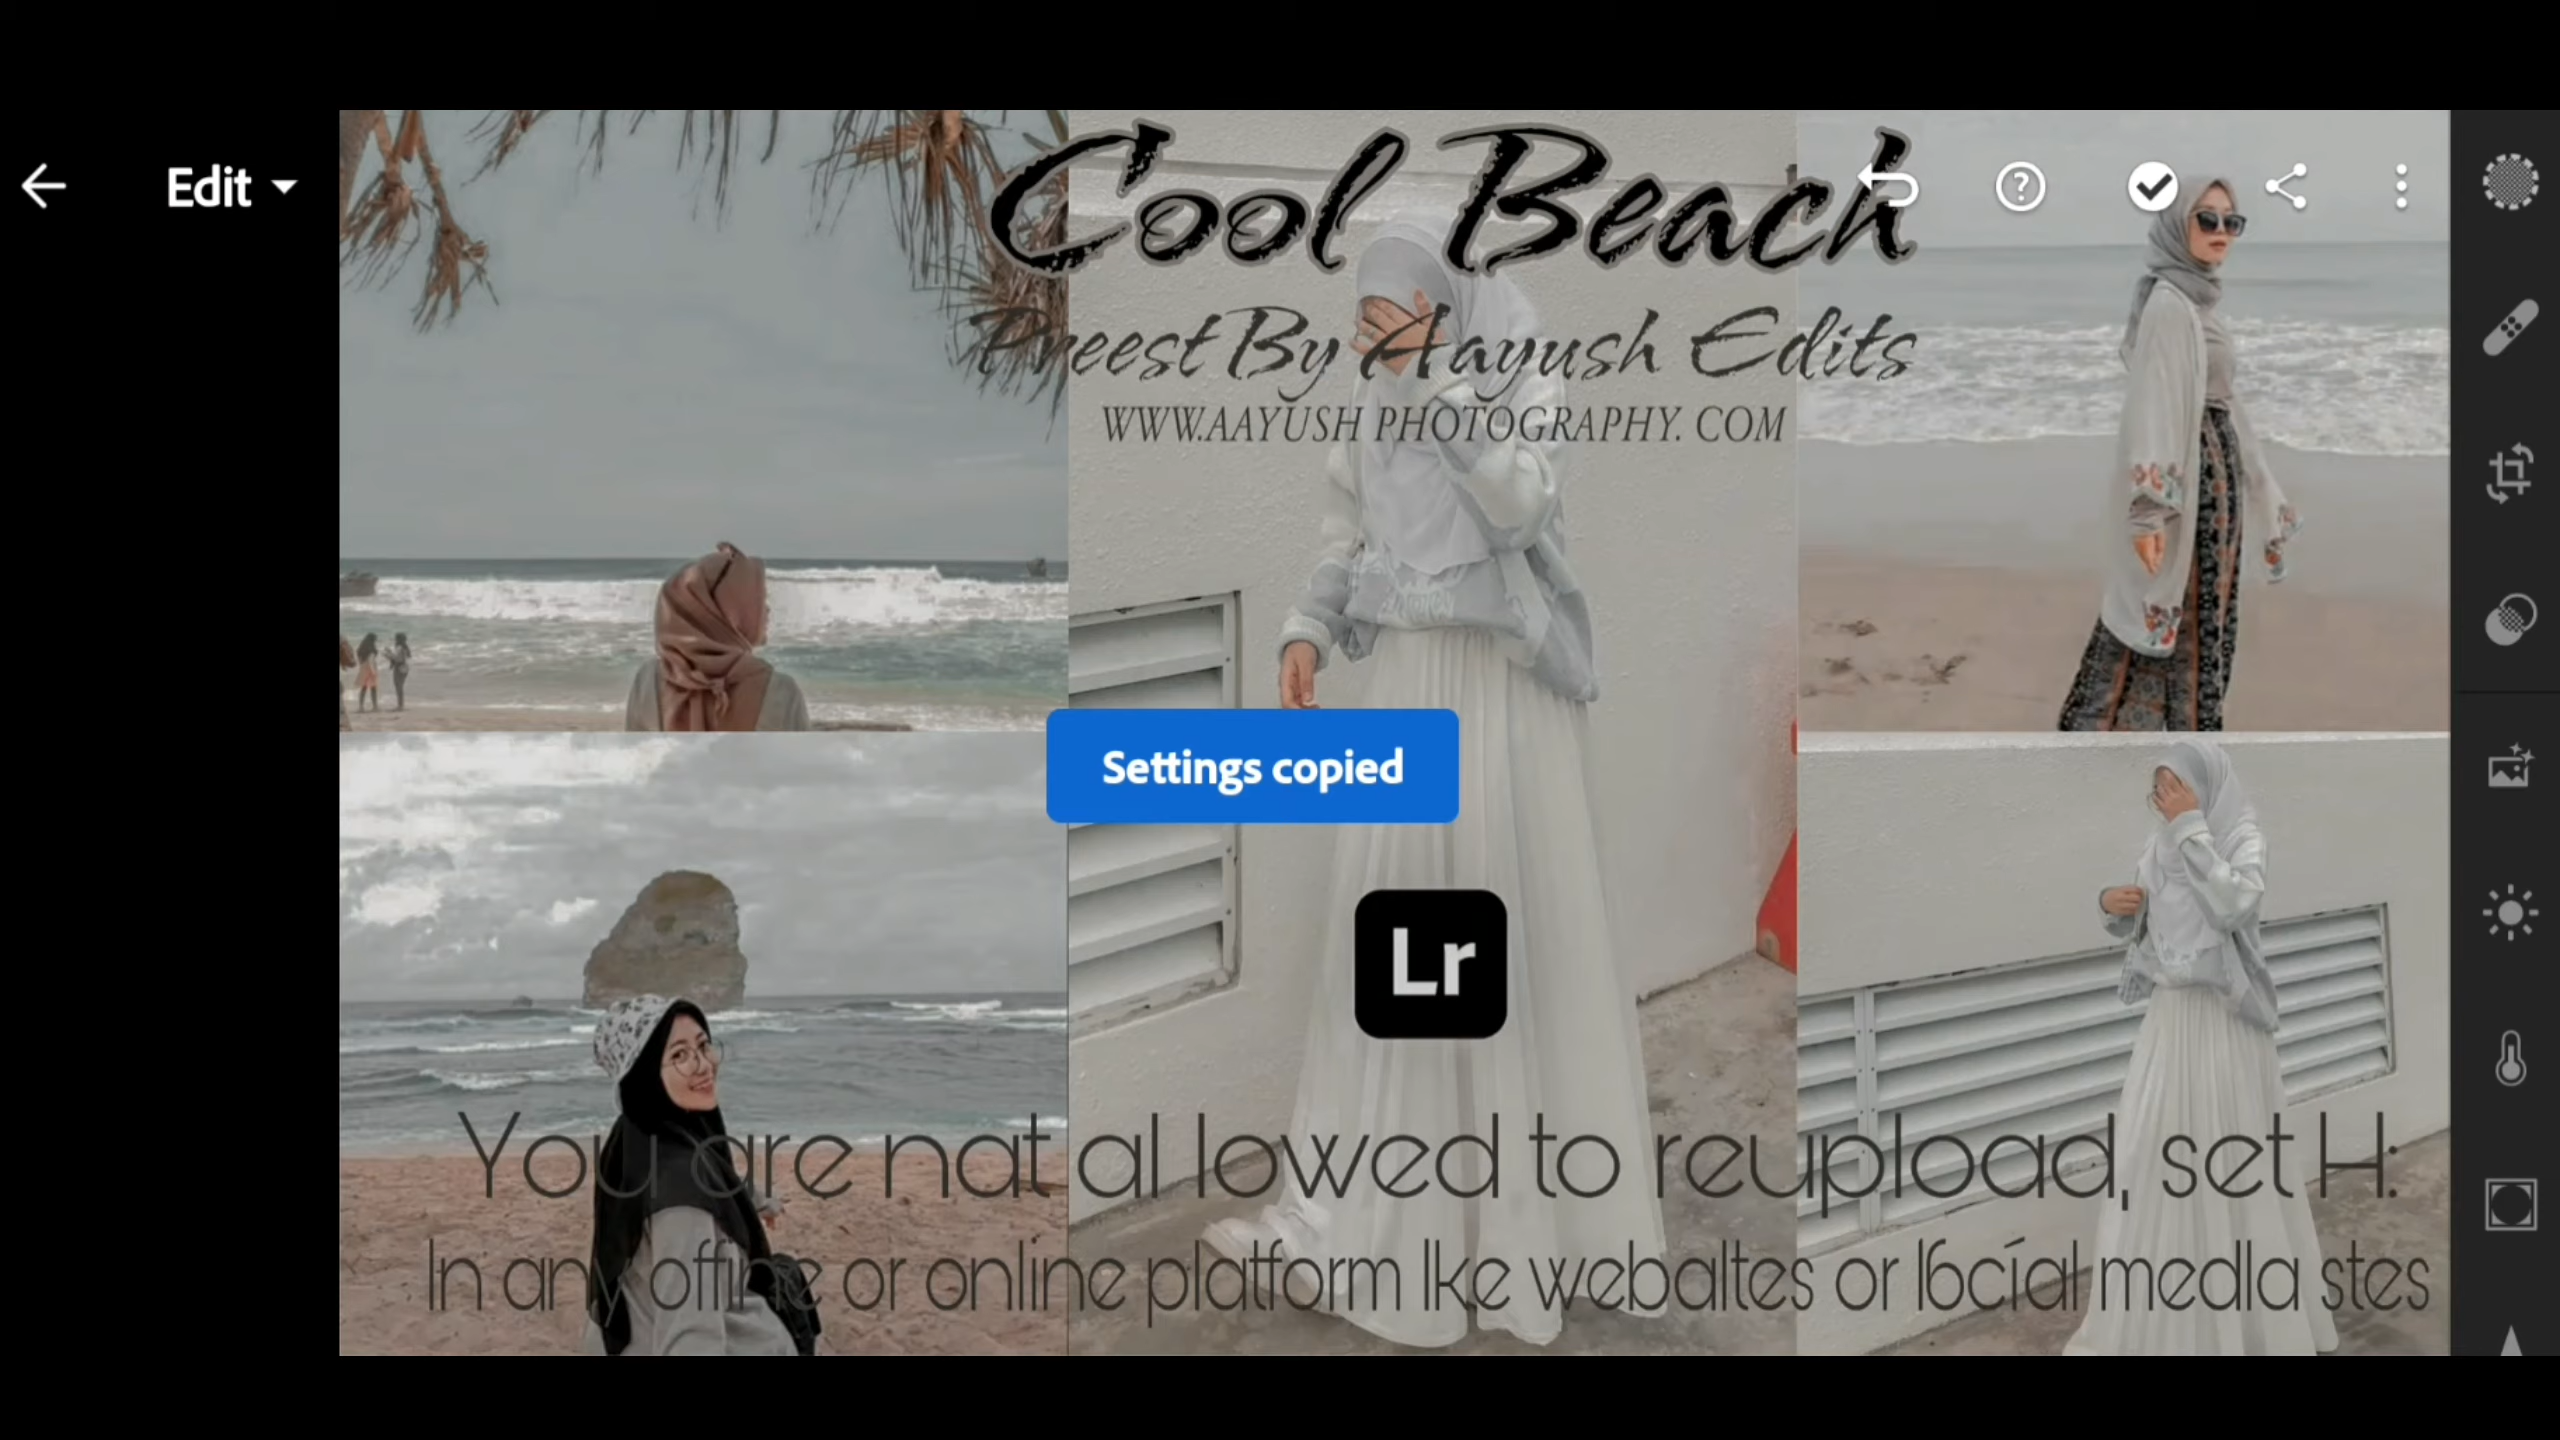 Edit
Cool Beach
Preest By Aayush Edits
WWW.AAYUSH PHOTOGRAPHY. COM
Settings copied
Lr
You are nat al lowed to reupload, set H:
In any offine or online platform lke webaltes or l6cíal medla stes